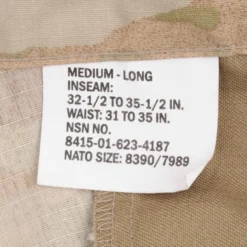 MEDIUM - LONG
INSEAM:
32-1/2 TO 35-1/2 IN.
WAIST: 31 TO 35 IN.
NSN NO.
8415-01-623-4187
NATO SIZE: 8390/7989